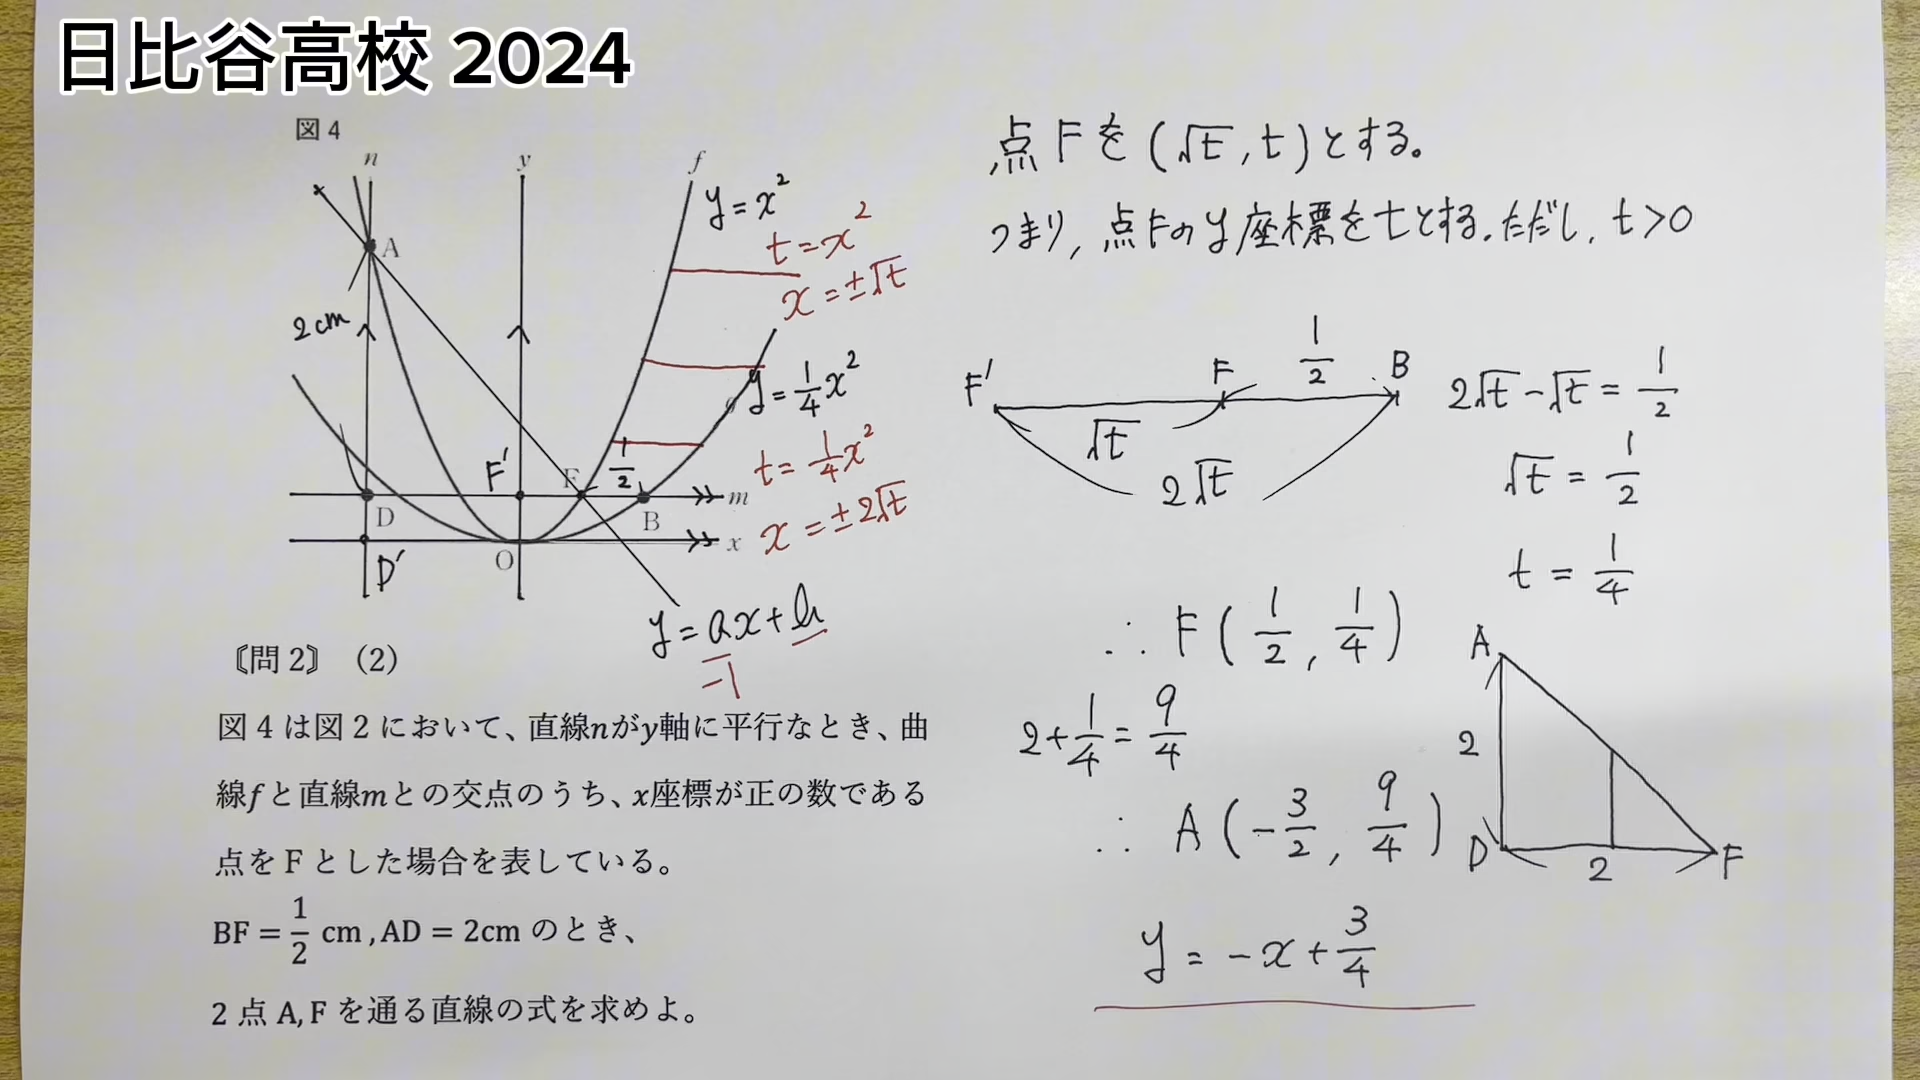 日比谷高校 2024
図4
n
y
f
y=x²
t=x²
x=±√t
A
2cm
y=1/4x²
t=1/4x²
x=±2√t
F'
F
1/2
m
D
B
x
O
D'
y=ax+b
-1
〘問2〙(2)
図4は図2において、直線nがy軸に平行なとき、曲
線fと直線mとの交点のうち、x座標が正の数である
点をFとした場合を表している。
BF=1/2 cm,AD=2cmのとき、
2点A,Fを通る直線の式を求めよ。
点Fを(√t,t)とする。
つまり,点Fのy座標をtとする.ただし,t>0
F'
F
1/2
B
√t
2√t
2√t-√t=1/2
√t=1/2
t=1/4
∴F(1/2,1/4)
2+1/4=9/4
∴A(-3/2,9/4)
A
2
D
2
F
y=-x+3/4